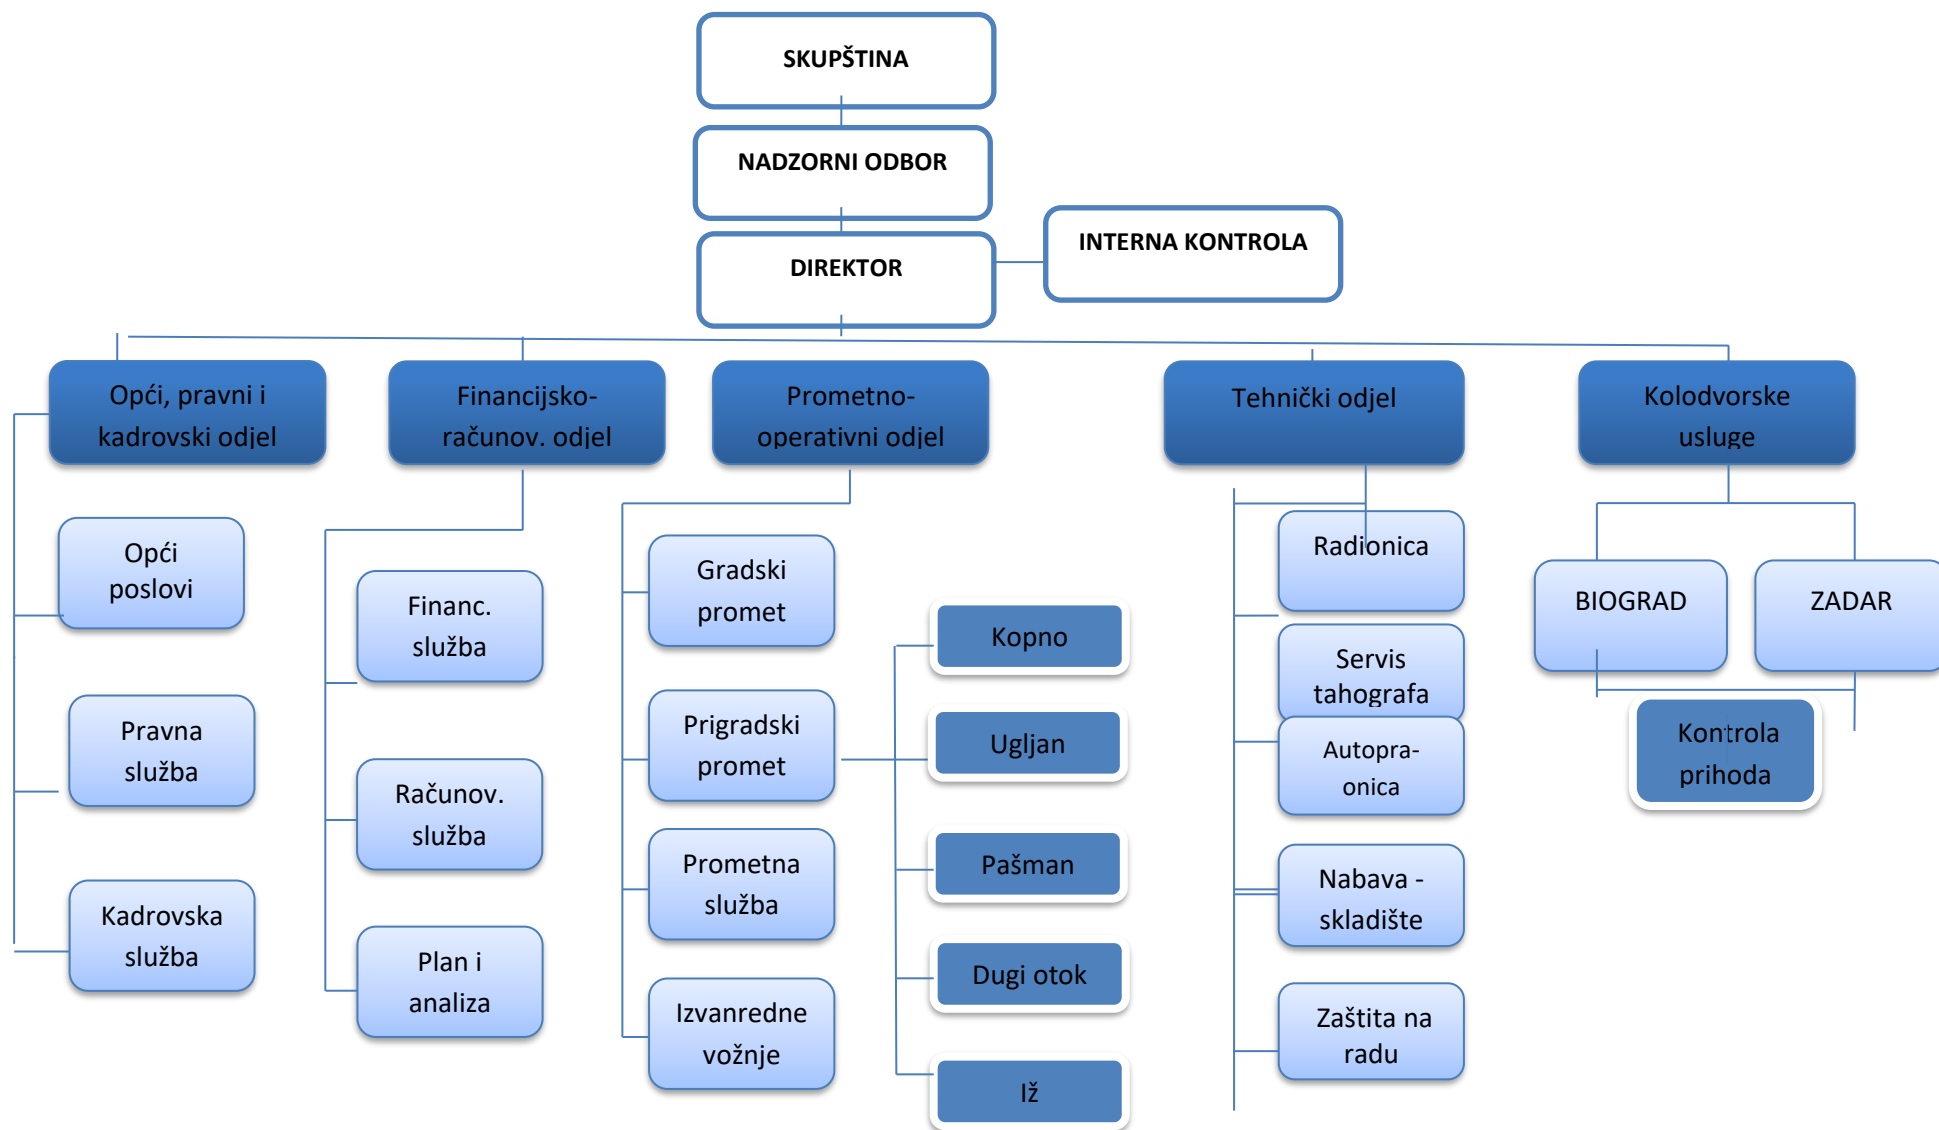 SKUPŠTINA
NADZORNI ODBOR
INTERNA KONTROLA
DIREKTOR
Opći, pravni i
kadrovski odjel
Financijsko-
računov. odjel
Prometno-
operativni odjel
Tehnički odjel
Kolodvorske
usluge
Opći
poslovi
Pravna
služba
Kadrovska
služba
Financ.
služba
Računov.
služba
Plan i
analiza
Gradski
promet
Prigradski
promet
Prometna
služba
Izvanredne
vožnje
Kopno
Ugljan
Pašman
Dugi otok
Iž
Radionica
Servis
tahografa
Autopra-
onica
Nabava -
skladište
Zaštita na
radu
BIOGRAD
ZADAR
Kontrola
prihoda